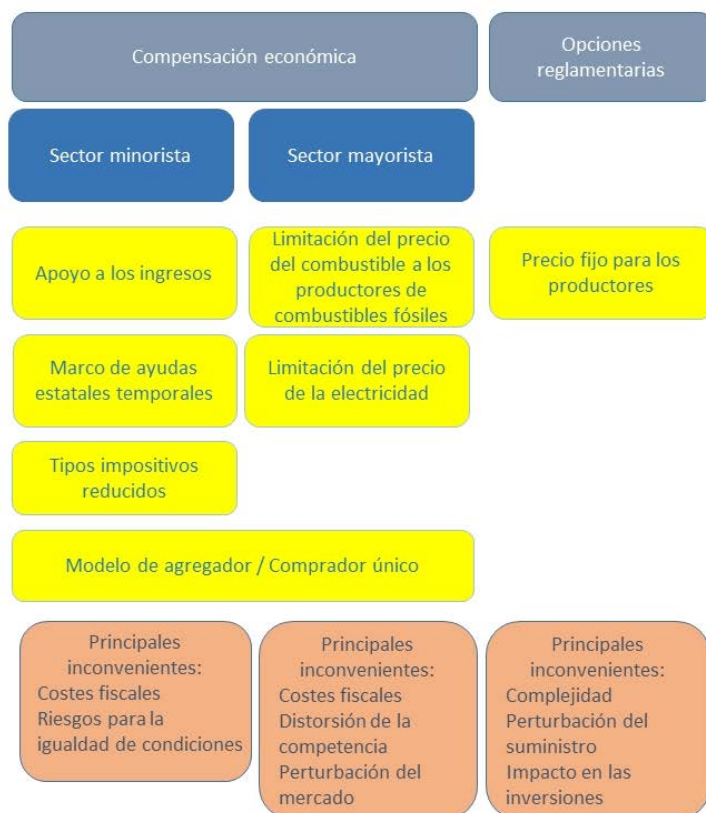 Compensación económica
Opciones
reglamentarias
Sector minorista
Sector mayorista
Apoyo a los ingresos
Limitación del precio
del combustible a los
productores de
combustibles fósiles
Precio fijo para los
productores
Marco de ayudas
estatales temporales
Limitación del precio
de la electricidad
Tipos impositivos
reducidos
Modelo de agregador / Comprador único
Principales
inconvenientes:
Costes fiscales
Riesgos para la
igualdad de condiciones
Principales
inconvenientes:
Costes fiscales
Distorsión de la
competencia
Perturbación del
mercado
Principales
inconvenientes:
Complejidad
Perturbación del
suministro
Impacto en las
inversiones